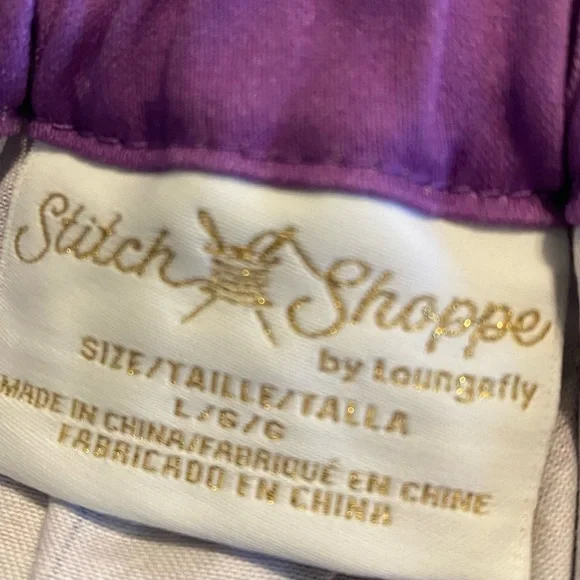 Stitch Shoppe
by Loungefly
SIZE/TAILLE/TALLA
L/G/G
MADE IN CHINA/FABRIQUÉ EN CHINE
FABRICADO EN CHINA